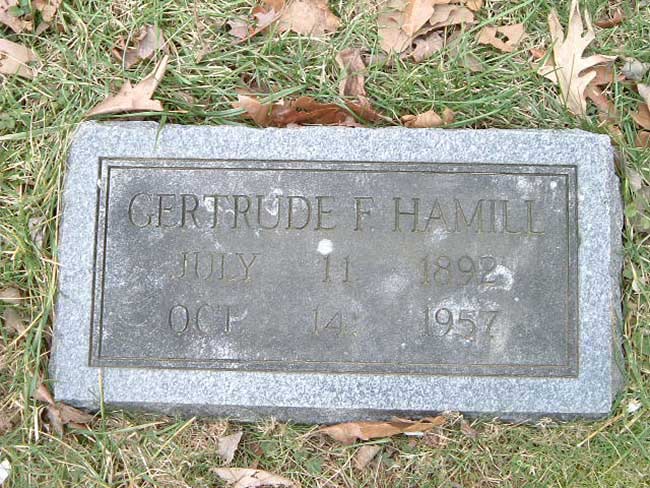 GERTRUDE F. HAMILL
JULY 11 1892
OCT. 14. 1957